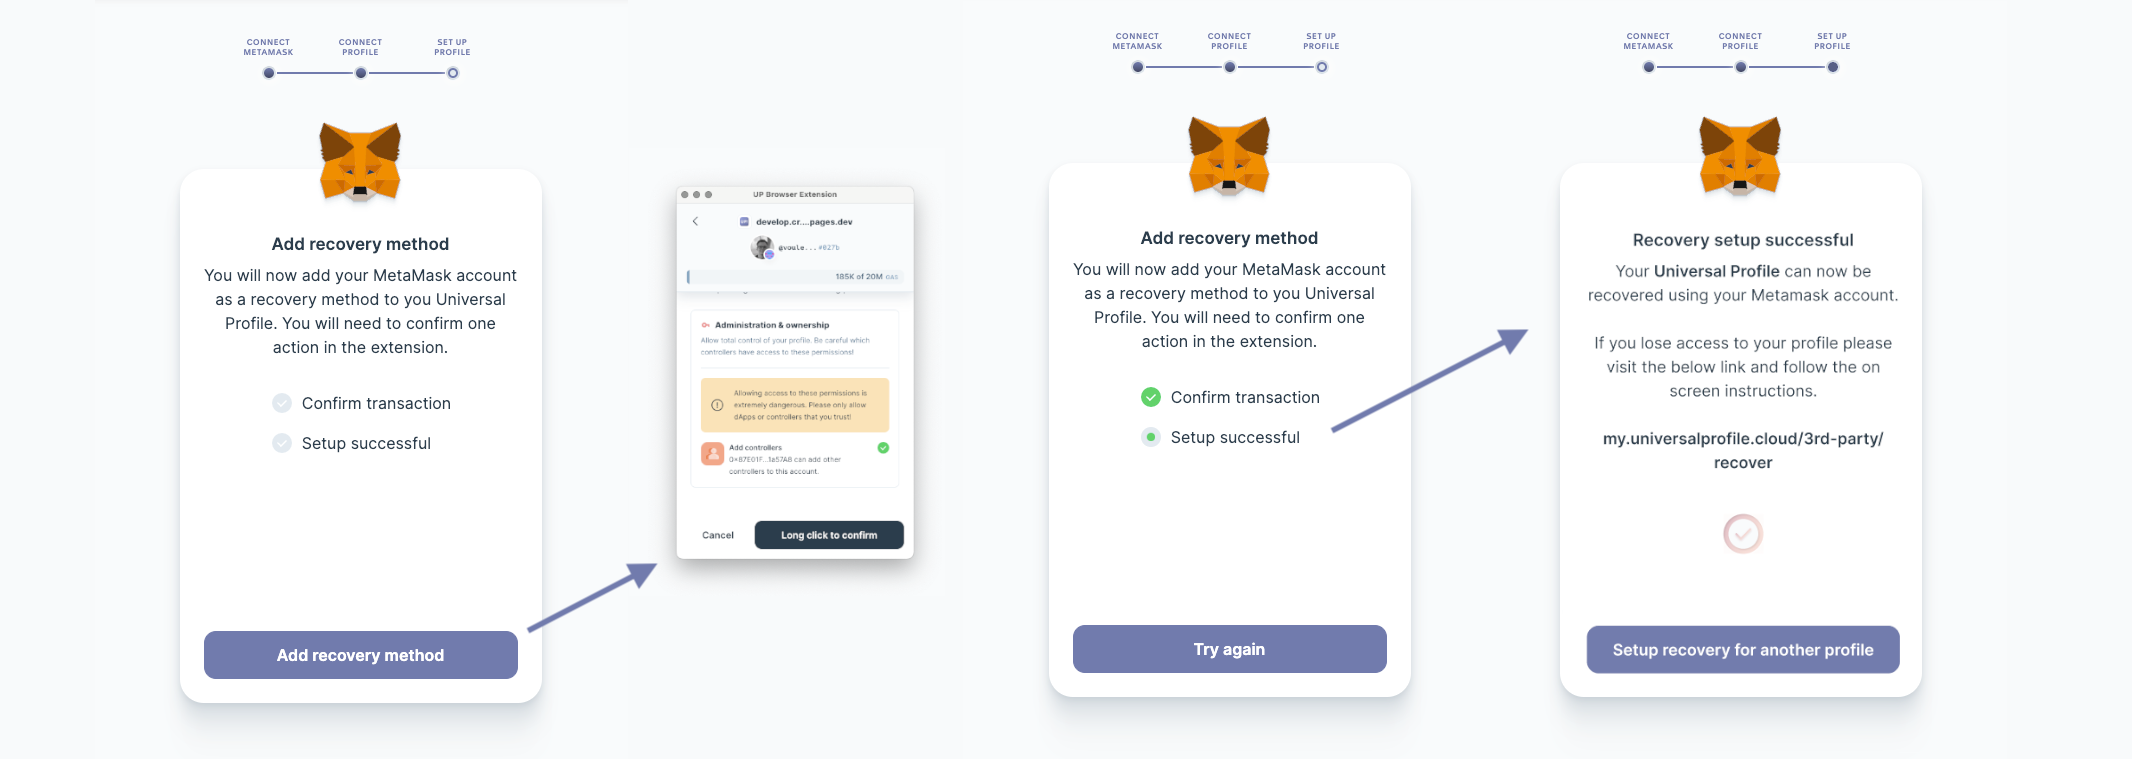 CONNECT
METAMASK
CONNECT
PROFILE
SET UP
PROFILE
Add recovery method
You will now add your MetaMask account
as a recovery method to you Universal
Profile. You will need to confirm one
action in the extension.
Confirm transaction
Setup successful
Add recovery method
UP Browser Extension
develop.cr....pages.dev
@voule... #027b
185K of 20M GAS
Administration & ownership
Allow total control of your profile. Be careful which
controllers have access to these permissions!
Allowing access to these permissions is
extremely dangerous. Please only allow
dApps or controllers that you trust!
Add controllers
0x87E01F...1a57A8 can add other
controllers to this account.
Cancel
Long click to confirm
CONNECT
METAMASK
CONNECT
PROFILE
SET UP
PROFILE
Add recovery method
You will now add your MetaMask account
as a recovery method to you Universal
Profile. You will need to confirm one
action in the extension.
Confirm transaction
Setup successful
Try again
CONNECT
METAMASK
CONNECT
PROFILE
SET UP
PROFILE
Recovery setup successful
Your Universal Profile can now be
recovered using your Metamask account.
If you lose access to your profile please
visit the below link and follow the on
screen instructions.
my.universalprofile.cloud/3rd-party/
recover
Setup recovery for another profile